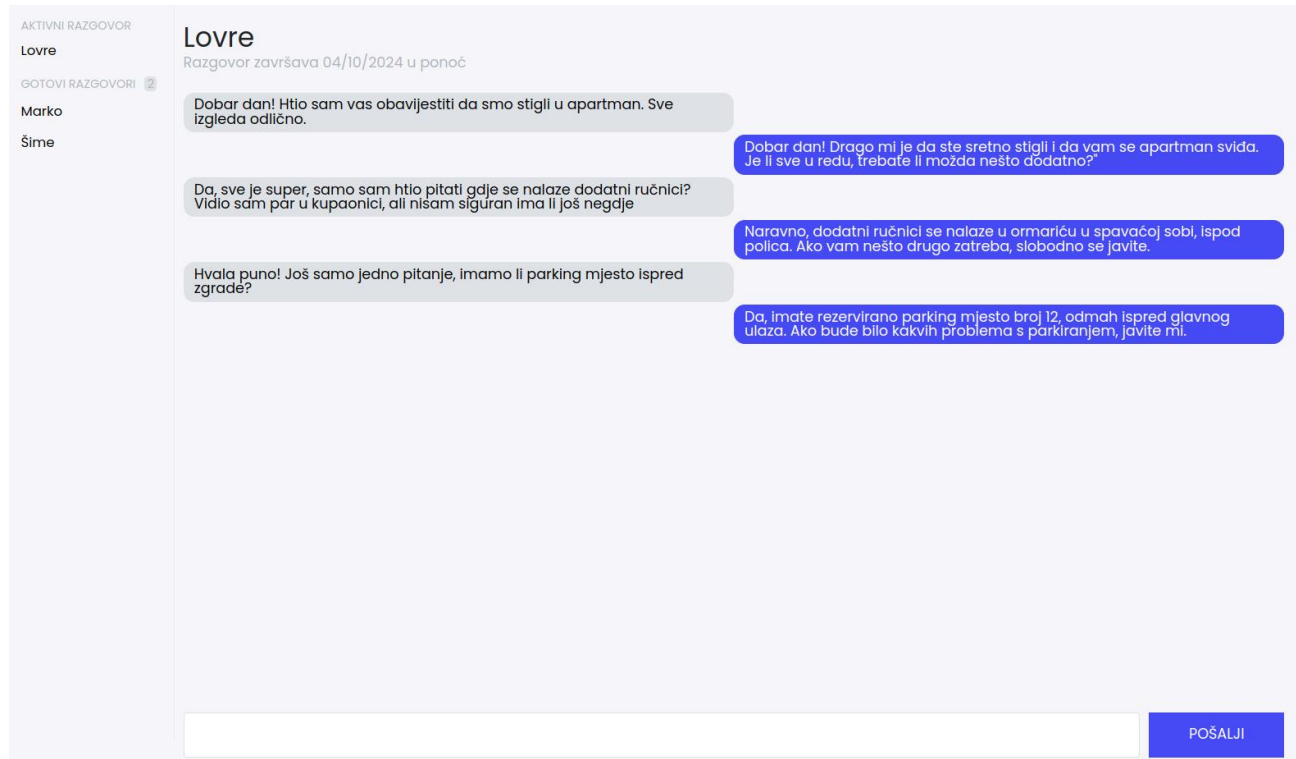 AKTIVNI RAZGOVOR
Lovre
GOTOVI RAZGOVORI 2
Marko
Šime
Lovre
Razgovor završava 04/10/2024 u ponoć
Dobar dan! Htio sam vas obavijestiti da smo stigli u apartman. Sve
izgleda odlično.
Dobar dan! Drago mi je da ste sretno stigli i da vam se apartman sviđa.
Je li sve u redu, trebate li možda nešto dodatno?"
Da, sve je super, samo sam htio pitati gdje se nalaze dodatni ručnici?
Vidio sam par u kupaonici, ali nisam siguran ima li još negdje
Naravno, dodatni ručnici se nalaze u ormariću u spavaćoj sobi, ispod
polica. Ako vam nešto drugo zatreba, slobodno se javite.
Hvala puno! Još samo jedno pitanje, imamo li parking mjesto ispred
zgrade?
Da, imate rezervirano parking mjesto broj 12, odmah ispred glavnog
ulaza. Ako bude bilo kakvih problema s parkiranjem, javite mi.
POŠALJI